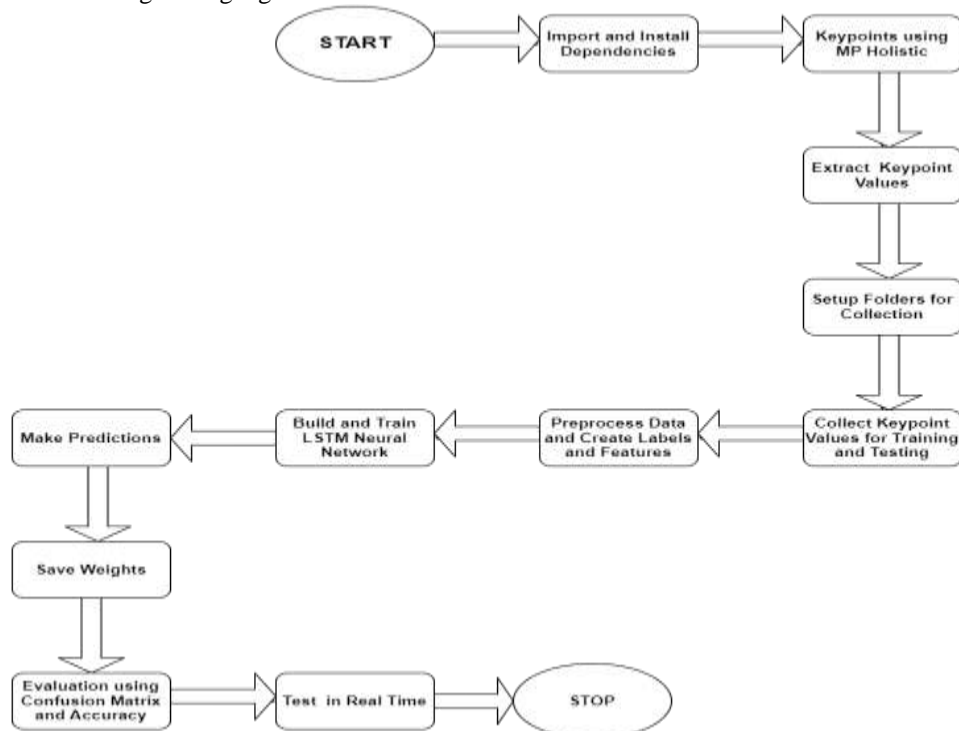 START
Import and Install
Dependencies
Keypoints using
MP Holistic
Extract Keypoint
Values
Setup Folders for
Collection
Collect Keypoint
Values for Training
and Testing
Preprocess Data
and Create Labels
and Features
Build and Train
LSTM Neural
Network
Make Predictions
Save Weights
Evaluation using
Confusion Matrix
and Accuracy
Test in Real Time
STOP